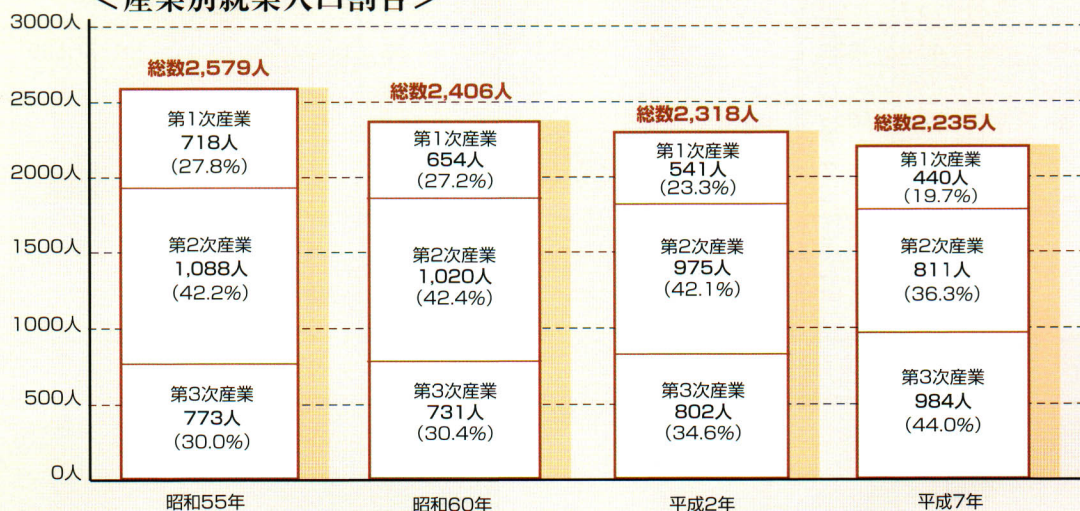 ＜産業別就業人口割合＞
3000人
2500人
2000人
1500人
1000人
500人
0人
総数2,579人
第1次産業
718人
(27.8%)
第2次産業
1,088人
(42.2%)
第3次産業
773人
(30.0%)
昭和55年
総数2,406人
第1次産業
654人
(27.2%)
第2次産業
1,020人
(42.4%)
第3次産業
731人
(30.4%)
昭和60年
総数2,318人
第1次産業
541人
(23.3%)
第2次産業
975人
(42.1%)
第3次産業
802人
(34.6%)
平成2年
総数2,235人
第1次産業
440人
(19.7%)
第2次産業
811人
(36.3%)
第3次産業
984人
(44.0%)
平成7年